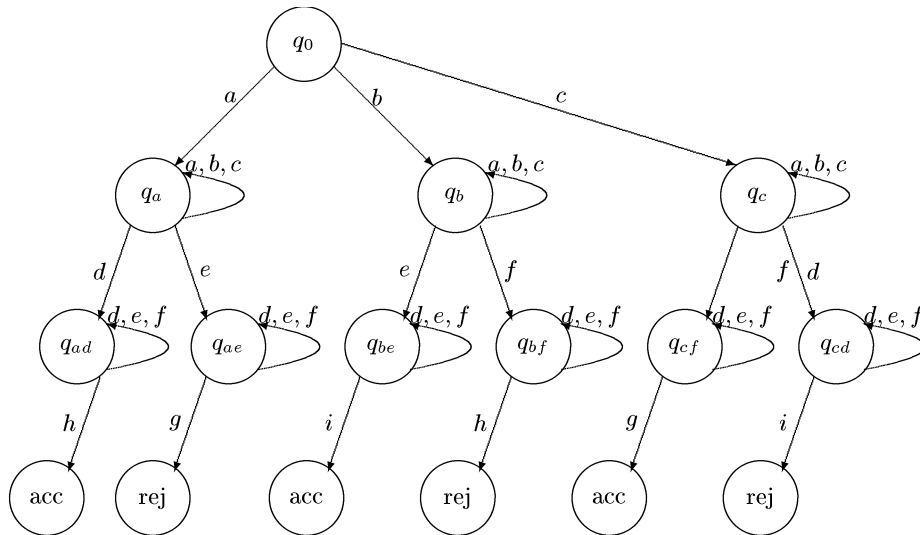 q0
a b c
a, b, c a, b, c a, b, c
qa qb qc
d e e f f d
d, e, f d, e, f d, e, f d, e, f d, e, f d, e, f
qad qae qbe qbf qcf qcd
h g i h g i
acc rej acc rej acc rej